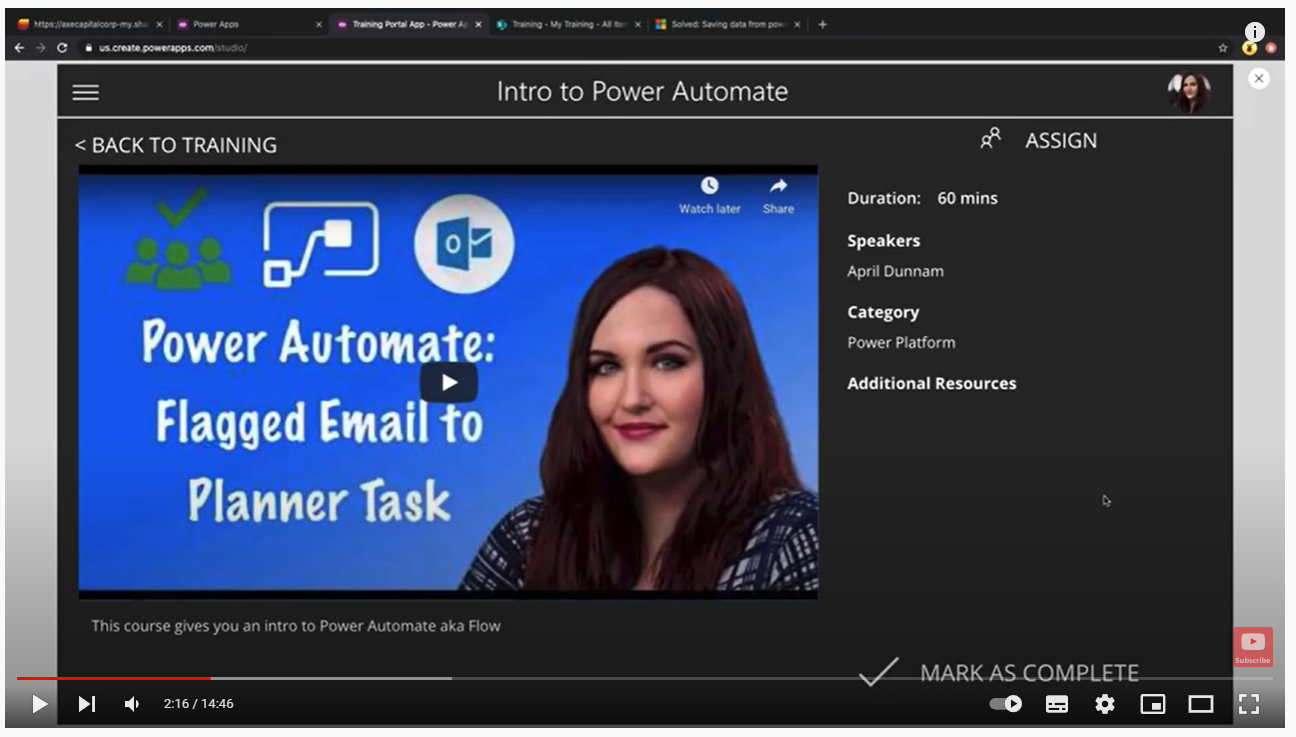 https://axecapitalcorp-my.sha
Power Apps
Training Portal App - Power Ap
Training - My Training - All Iten
Solved: Saving data from pow
us.create.powerapps.com/studio/
Intro to Power Automate
< BACK TO TRAINING
ASSIGN
Watch later
Share
Power Automate:
Flagged Email to
Planner Task
Duration: 60 mins
Speakers
April Dunnam
Category
Power Platform
Additional Resources
This course gives you an intro to Power Automate aka Flow
Subscribe
MARK AS COMPLETE
2:16 / 14:46